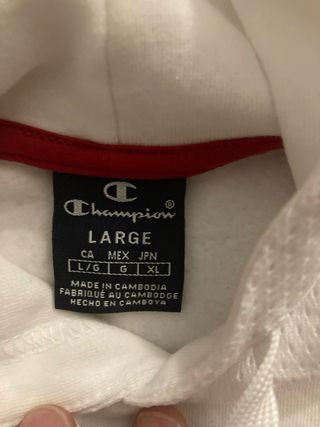 Champion®
LARGE
CA MEX JPN
L/G G XL
MADE IN CAMBODIA
FABRIQUÉ AU CAMBODGE
HECHO EN CAMBOYA